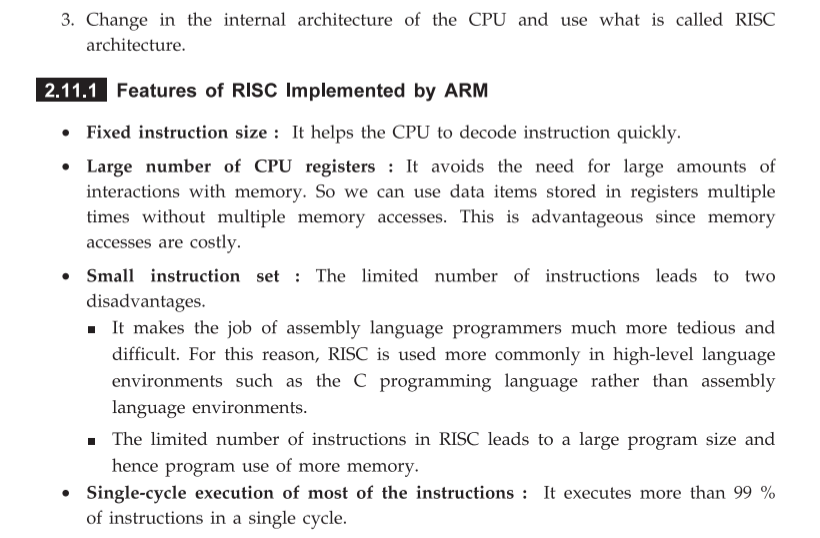 3. Change in the internal architecture of the CPU and use what is called RISC
architecture.
2.11.1 Features of RISC Implemented by ARM
• Fixed instruction size : It helps the CPU to decode instruction quickly.
• Large number of CPU registers : It avoids the need for large amounts of
interactions with memory. So we can use data items stored in registers multiple
times without multiple memory accesses. This is advantageous since memory
accesses are costly.
• Small instruction set : The limited number of instructions leads to two
disadvantages.
▪ It makes the job of assembly language programmers much more tedious and
difficult. For this reason, RISC is used more commonly in high-level language
environments such as the C programming language rather than assembly
language environments.
▪ The limited number of instructions in RISC leads to a large program size and
hence program use of more memory.
• Single-cycle execution of most of the instructions : It executes more than 99 %
of instructions in a single cycle.